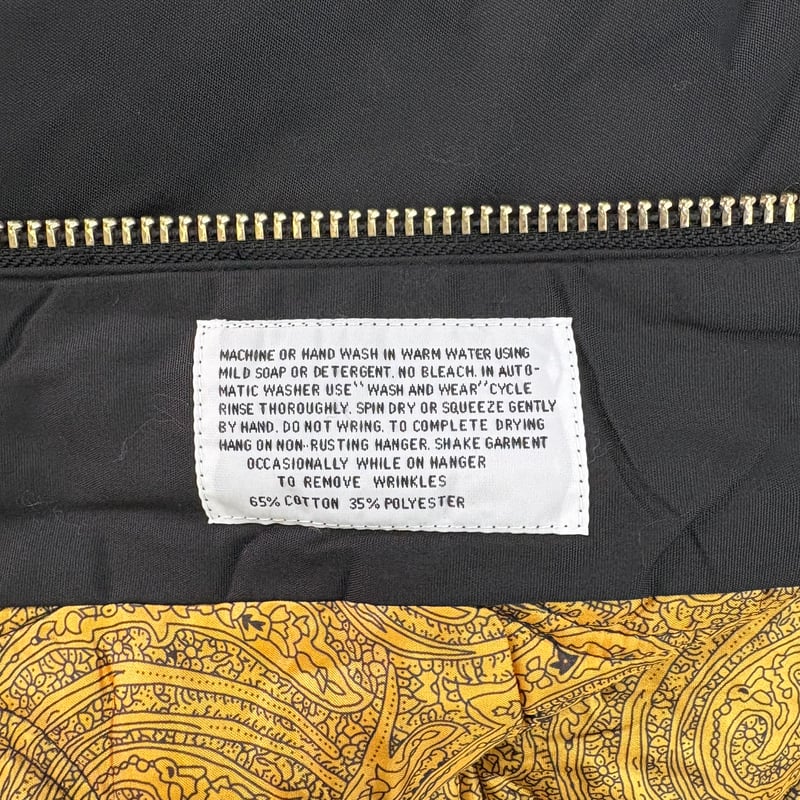 MACHINE OR HAND WASH IN WARM WATER USING
MILD SOAP OR DETERGENT. NO BLEACH. IN AUTO-
MATIC WASHER USE "WASH AND WEAR" CYCLE
RINSE THOROUGHLY. SPIN DRY OR SQUEEZE GENTLY
BY HAND. DO NOT WRING. TO COMPLETE DRYING
HANG ON NON-RUSTING HANGER. SHAKE GARMENT
OCCASIONALLY WHILE ON HANGER
TO REMOVE WRINKLES
65% COTTON 35% POLYESTER